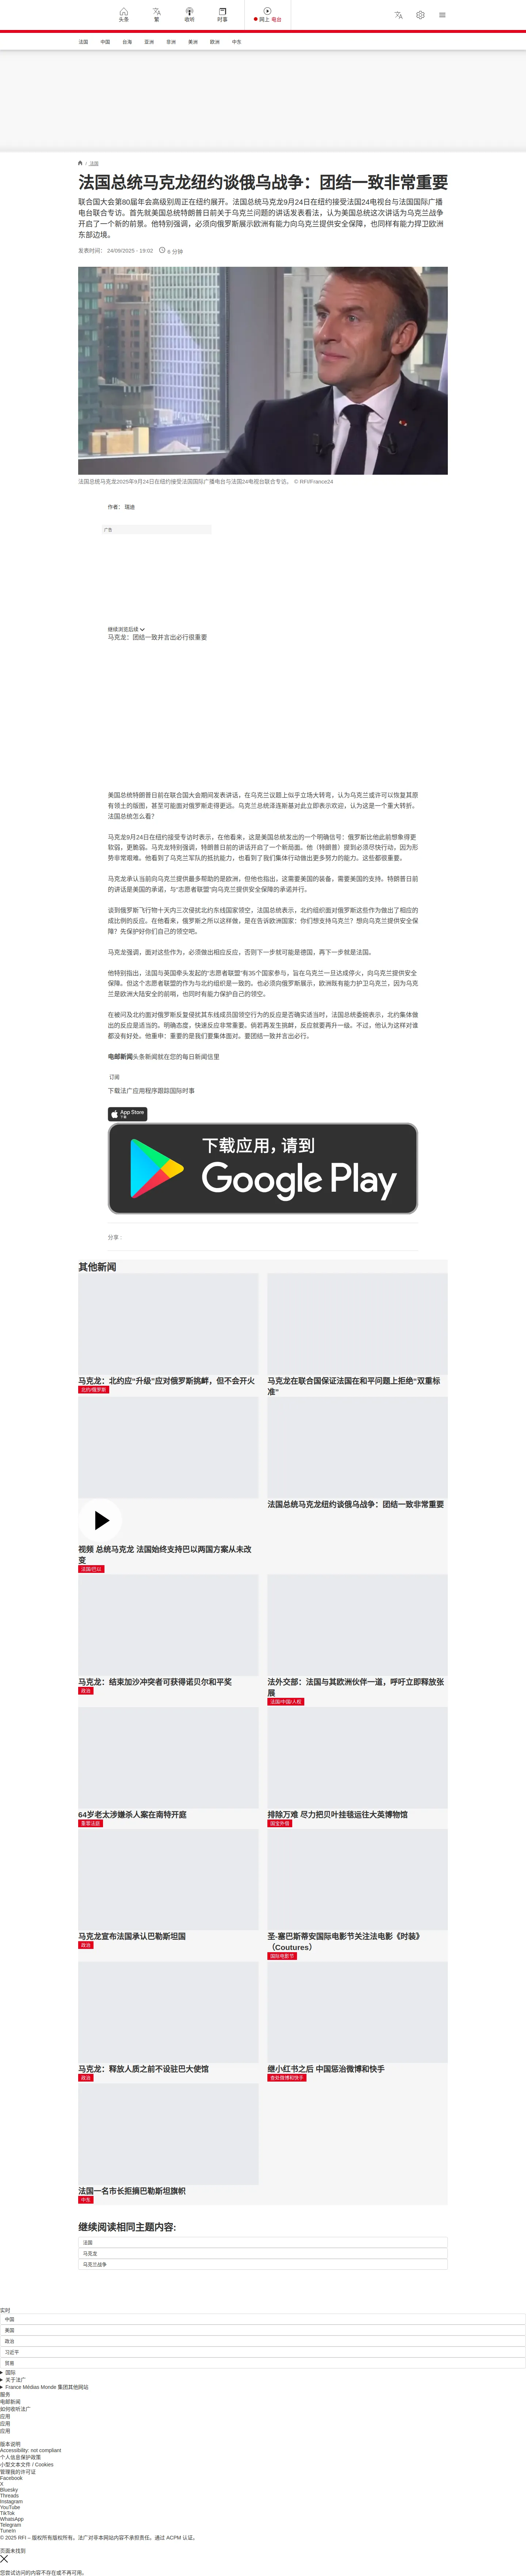 头条
繁
收听
时事
网上 电台
法国
中国
台海
亚洲
非洲
美洲
欧洲
中东
/ 法国
法国总统马克龙纽约谈俄乌战争：团结一致非常重要
联合国大会第80届年会高级别周正在纽约展开。法国总统马克龙9月24日在纽约接受法国24电视台与法国国际广播
电台联合专访。首先就美国总统特朗普日前关于乌克兰问题的讲话发表看法，认为美国总统这次讲话为乌克兰战争
开启了一个新的前景。他特别强调，必须向俄罗斯展示欧洲有能力向乌克兰提供安全保障，也同样有能力捍卫欧洲
东部边境。
发表时间： 24/09/2025 - 19:02
6 分钟
法国总统马克龙2025年9月24日在纽约接受法国国际广播电台与法国24电视台联合专访。 © RFI/France24
作者： 瑞迪
广告
继续浏览后续
马克龙：团结一致并言出必行很重要
美国总统特朗普日前在联合国大会期间发表讲话，在乌克兰议题上似乎立场大转弯，认为乌克兰或许可以恢复其原
有领土的版图，甚至可能面对俄罗斯走得更远。乌克兰总统泽连斯基对此立即表示欢迎，认为这是一个重大转折。
法国总统怎么看?
马克龙9月24日在纽约接受专访时表示，在他看来，这是美国总统发出的一个明确信号：俄罗斯比他此前想象得更
软弱，更脆弱。马克龙特别强调，特朗普日前的讲话开启了一个新局面。他（特朗普）提到必须尽快行动，因为形
势非常艰难。他看到了乌克兰军队的抵抗能力，也看到了我们集体行动做出更多努力的能力。这些都很重要。
马克龙承认当前向乌克兰提供最多帮助的是欧洲，但他也指出，这需要美国的装备，需要美国的支持。特朗普日前
的讲话是美国的承诺，与“志愿者联盟”向乌克兰提供安全保障的承诺并行。
谈到俄罗斯飞行物十天内三次侵扰北约东线国家领空，法国总统表示，北约组织面对俄罗斯这些作为做出了相应的
成比例的反应。在他看来，俄罗斯之所以这样做，是在告诉欧洲国家：你们想支持乌克兰？想向乌克兰提供安全保
障？先保护好你们自己的领空吧。
马克龙强调，面对这些作为，必须做出相应反应，否则下一步就可能是德国，再下一步就是法国。
他特别指出，法国与英国牵头发起的“志愿者联盟”有35个国家参与，旨在乌克兰一旦达成停火，向乌克兰提供安全
保障。但这个志愿者联盟的作为与北约组织是一致的。也必须向俄罗斯展示，欧洲既有能力护卫乌克兰，因为乌克
兰是欧洲大陆安全的前哨，也同时有能力保护自己的领空。
在被问及北约面对俄罗斯反复侵扰其东线成员国领空行为的反应是否确实适当时，法国总统委婉表示，北约集体做
出的反应是适当的。明确态度，快速反应非常重要。倘若再发生挑衅，反应就要再升一级。不过，他认为这样对谁
都没有好处。他重申：重要的是我们要集体面对。要团结一致并言出必行。
电邮新闻头条新闻就在您的每日新闻信里
订阅
下载法广应用程序跟踪国际时事
App Store
下载
下载应用，请到
Google Play
分享 :
其他新闻
马克龙：北约应“升级”应对俄罗斯挑衅，但不会开火
北约/俄罗斯
马克龙在联合国保证法国在和平问题上拒绝“双重标
准”
法国总统马克龙纽约谈俄乌战争：团结一致非常重要
视频 总统马克龙 法国始终支持巴以两国方案从未改
变
法国/巴以
马克龙：结束加沙冲突者可获得诺贝尔和平奖
政治
法外交部：法国与其欧洲伙伴一道，呼吁立即释放张
展
法国/中国/人权
64岁老太涉嫌杀人案在南特开庭
重罪法庭
排除万难 尽力把贝叶挂毯运往大英博物馆
国宝外借
马克龙宣布法国承认巴勒斯坦国
政治
圣-塞巴斯蒂安国际电影节关注法电影《时装》
（Coutures）
国际电影节
马克龙：释放人质之前不设驻巴大使馆
政治
继小红书之后 中国惩治微博和快手
查处微博和快手
法国一名市长拒摘巴勒斯坦旗帜
中东
继续阅读相同主题内容:
法国
马克龙
乌克兰战争
实时
中国
美国
政治
习近平
贸易
国际
关于法广
France Médias Monde 集团其他网站
服务
电邮新闻
如何收听法广
应用
应用
应用
版本说明
Accessibility: not compliant
个人信息保护政策
小型文本文件 / Cookies
管理我的许可证
Facebook
X
Bluesky
Threads
Instagram
YouTube
TikTok
WhatsApp
Telegram
TuneIn
© 2025 RFI – 版权所有版权所有。法广对非本网站内容不承担责任。通过 ACPM 认证。
页面未找到
您尝试访问的内容不存在或不再可用。